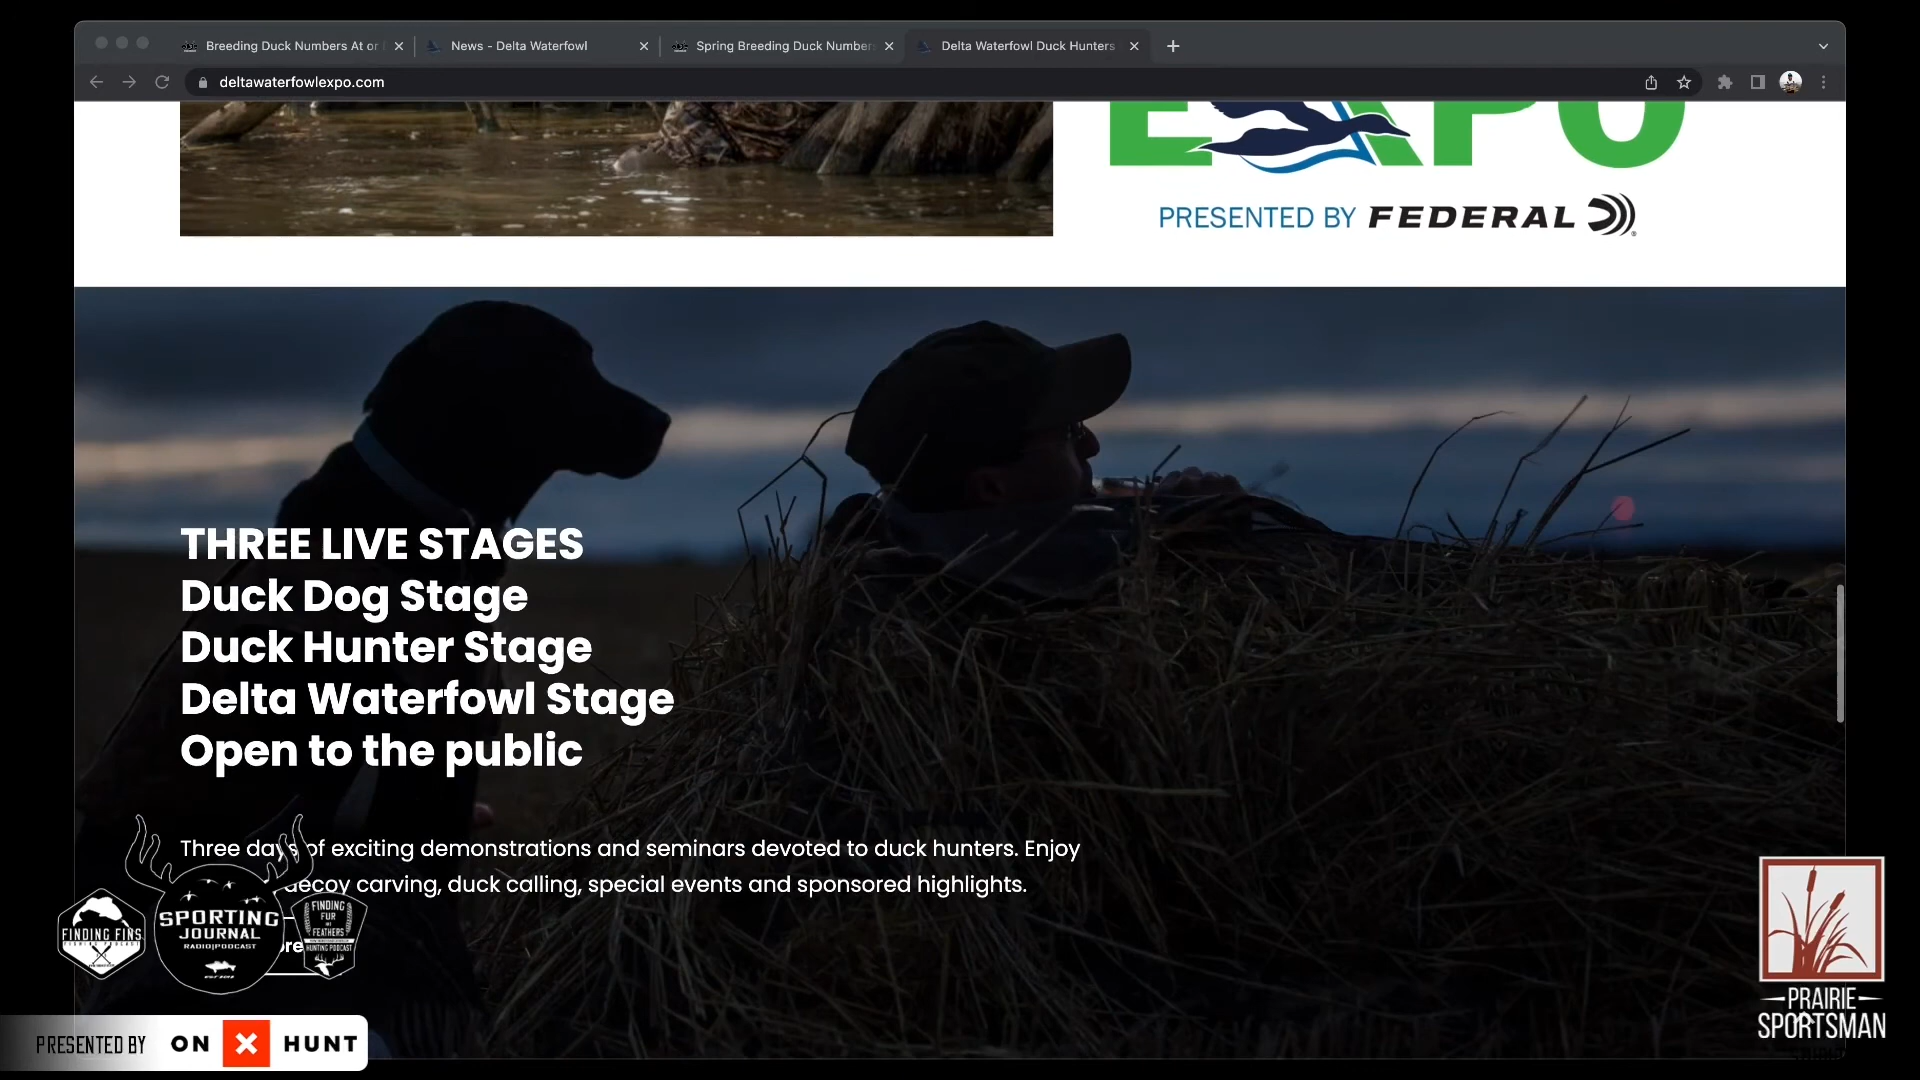 Breeding Duck Numbers At or
News - Delta Waterfowl
Spring Breeding Duck Number
Delta Waterfowl Duck Hunters
deltawaterfowlexpo.com
EXPO
PRESENTED BY FEDERAL
THREE LIVE STAGES
Duck Dog Stage
Duck Hunter Stage
Delta Waterfowl Stage
Open to the public
Three days of exciting demonstrations and seminars devoted to duck hunters. Enjoy
decoy carving, duck calling, special events and sponsored highlights.
FINDING FINS
SPORTING
JOURNAL
RADIO|PODCAST
FINDING
FUR
FEATHERS
HUNTING PODCAST
PRESENTED BY ON X HUNT
PRAIRIE
SPORTSMAN